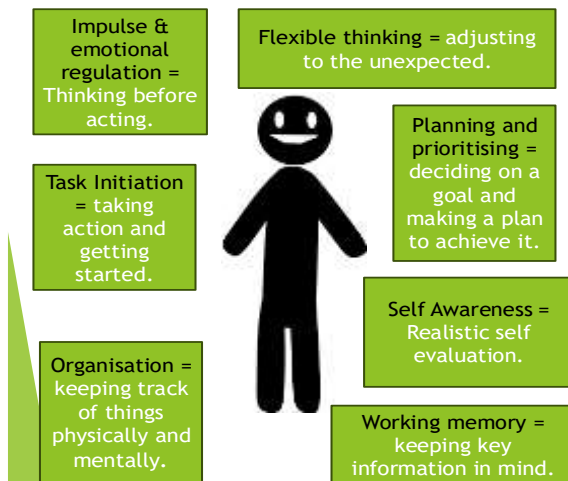 Impulse &
emotional
regulation =
Thinking before
acting.
Flexible thinking = adjusting
to the unexpected.
Planning and
prioritising =
deciding on a
goal and
making a plan
to achieve it.
Task Initiation
= taking
action and
getting
started.
Self Awareness =
Realistic self
evaluation.
Organisation =
keeping track
of things
physically and
mentally.
Working memory =
keeping key
information in mind.